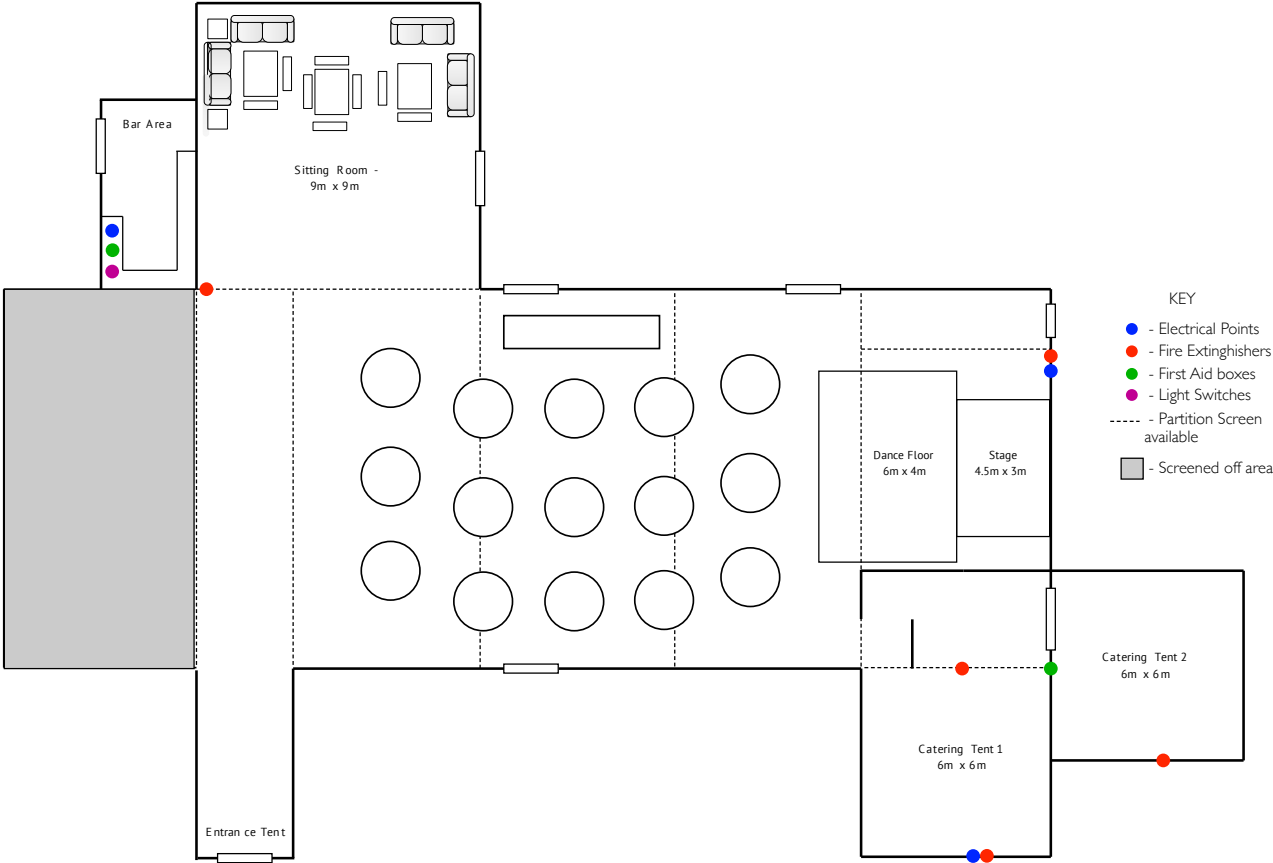 Bar Area
Sitting Room -
9m x 9m
KEY
- Electrical Points
- Fire Extinghishers
- First Aid boxes
- Light Switches
- Partition Screen
available
- Screened off area
Dance Floor
6m x 4m
Stage
4.5m x 3m
Catering Tent 2
6m x 6m
Catering Tent 1
6m x 6m
Entran ce Tent